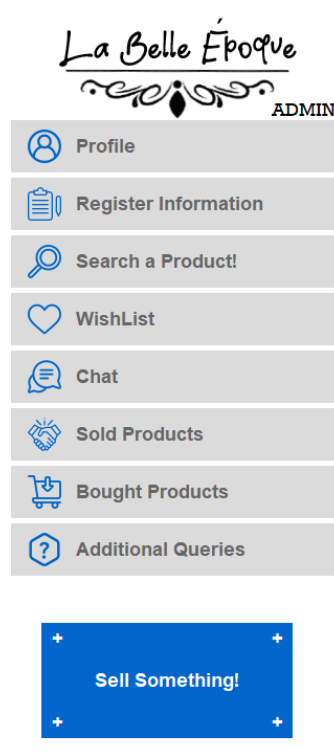 La Belle Époque
ADMIN
Profile
Register Information
Search a Product!
WishList
Chat
Sold Products
Bought Products
Additional Queries
Sell Something!